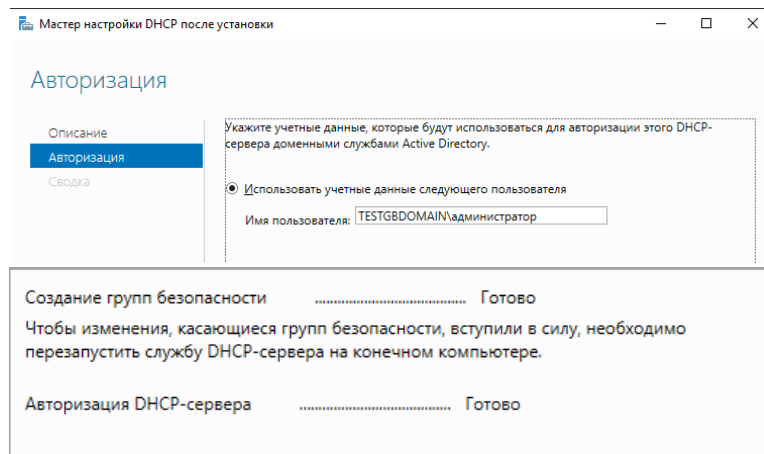 Мастер настройки DHCP после установки
Авторизация
Описание
Авторизация
Сводка
Укажите учетные данные, которые будут использоваться для авторизации этого DHCP-
сервера доменными службами Active Directory.
Использовать учетные данные следующего пользователя
Имя пользователя: TESTGBDOMAIN\администратор
Создание групп безопасности ........................................ Готово
Чтобы изменения, касающиеся групп безопасности, вступили в силу, необходимо
перезапустить службу DHCP-сервера на конечном компьютере.
Авторизация DHCP-сервера ........................................ Готово